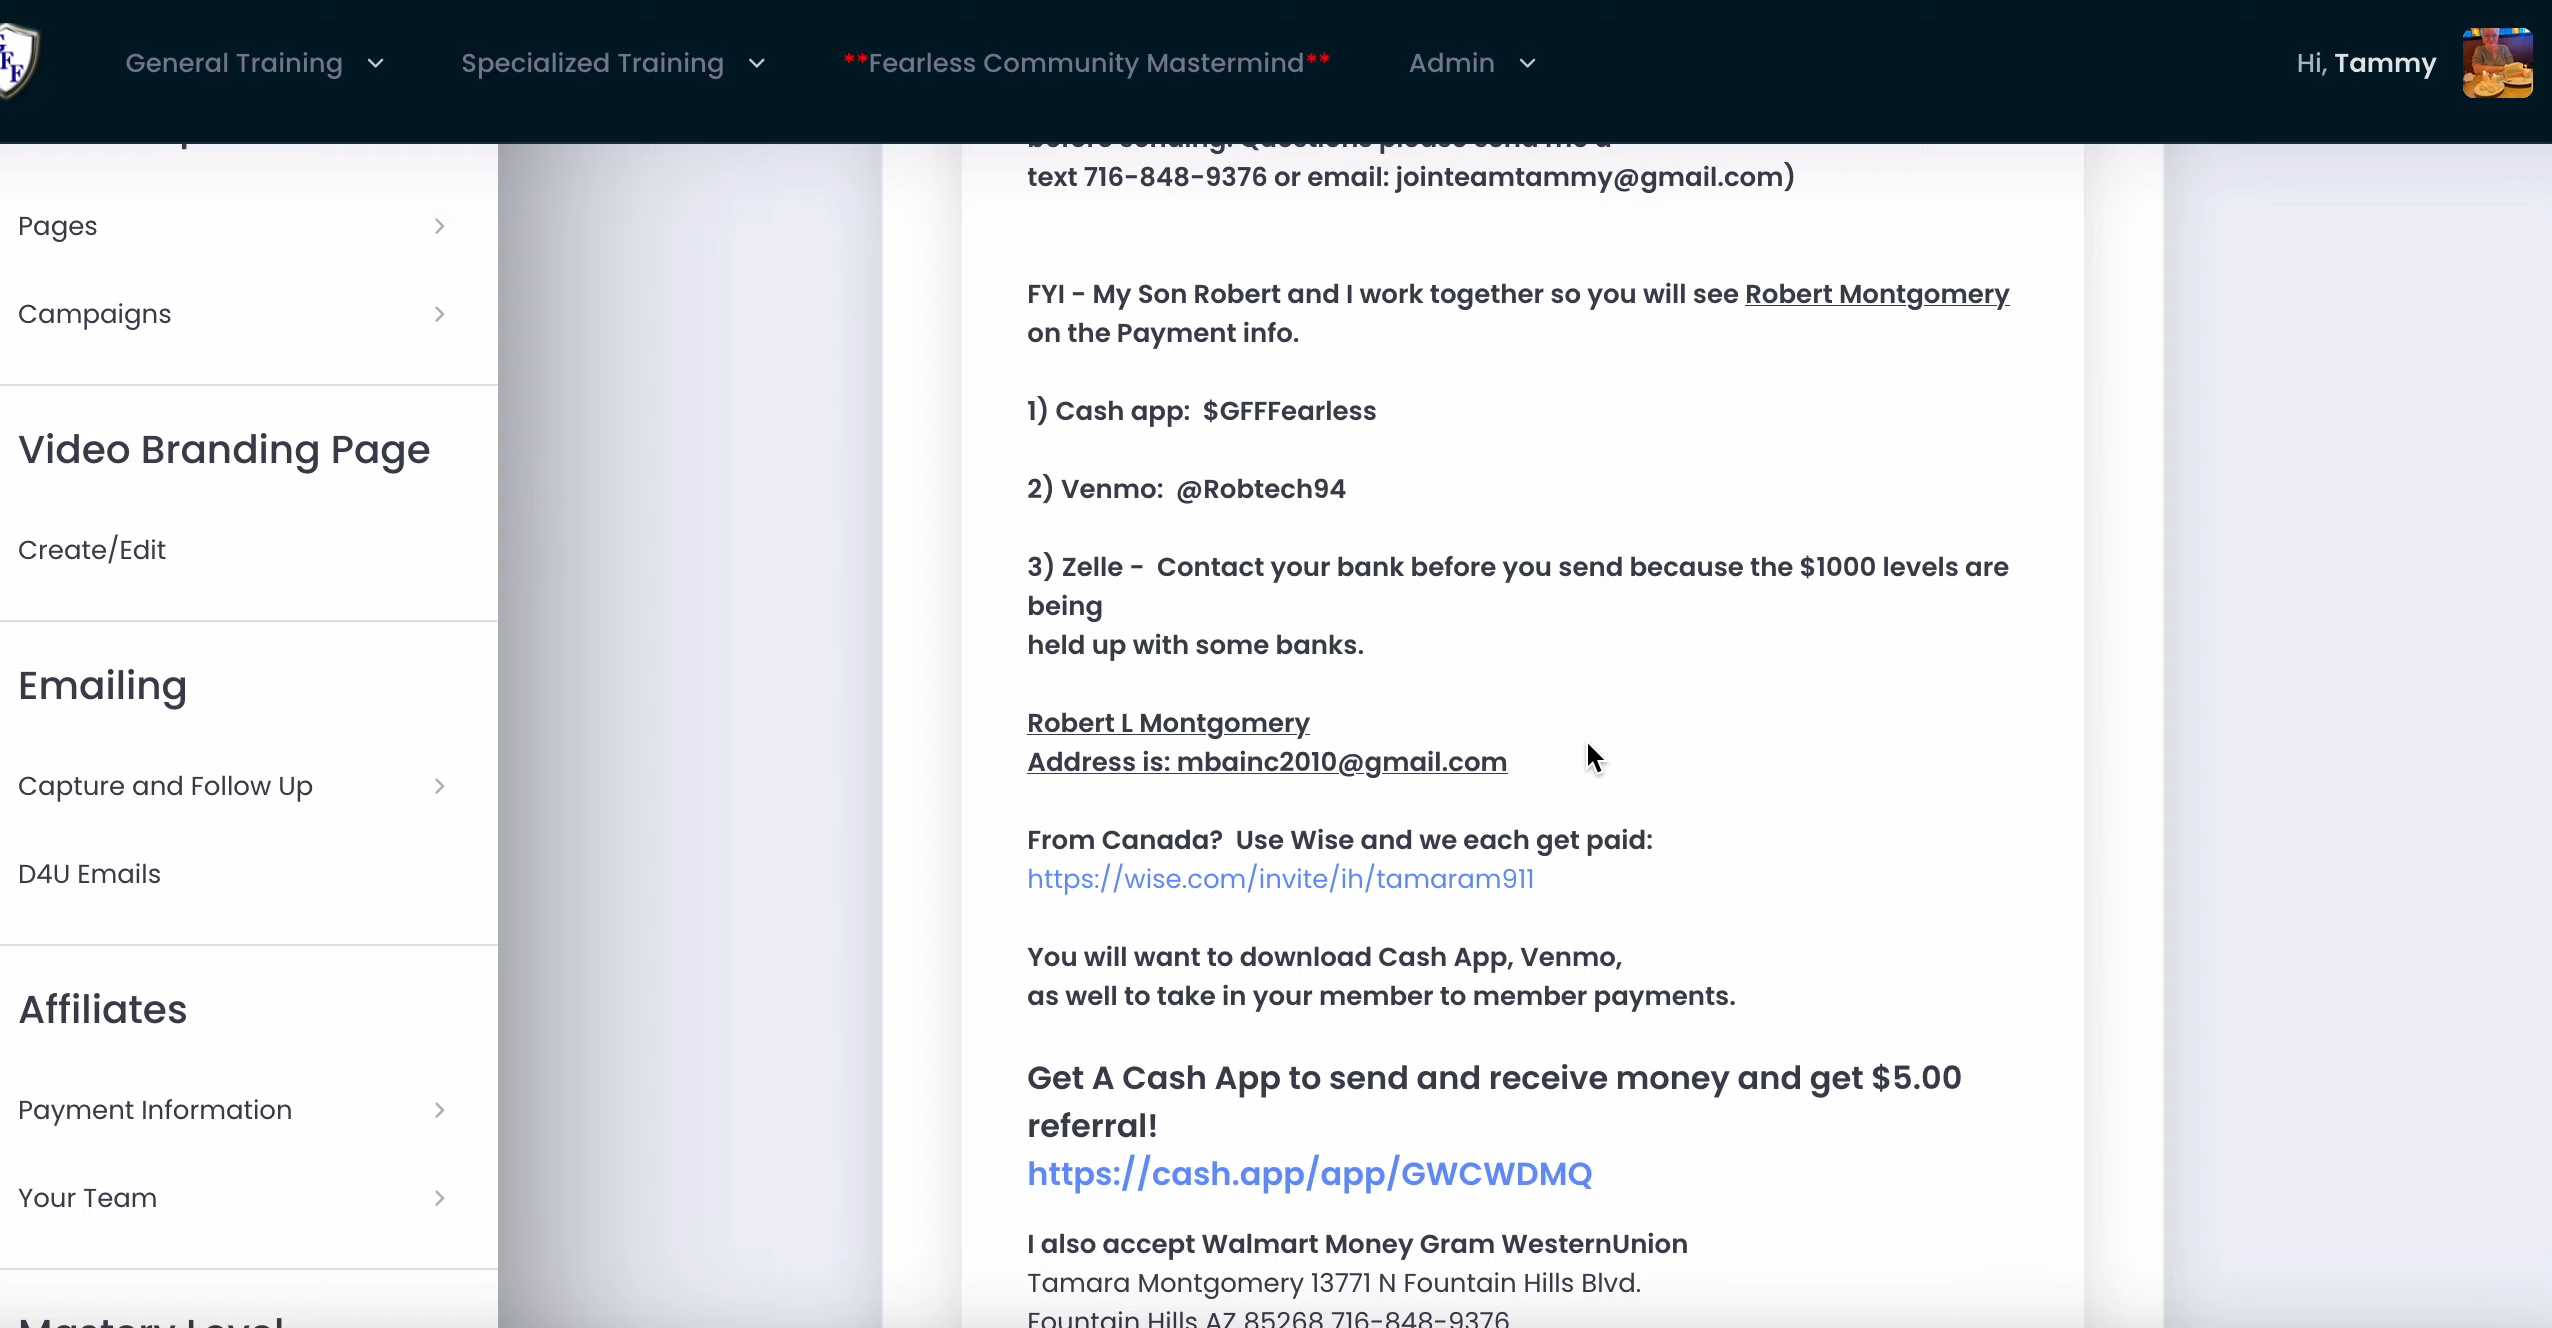 General Training
Specialized Training
**Fearless Community Mastermind**
Admin
Hi, Tammy
Pages
Campaigns
Video Branding Page
Create/Edit
Emailing
Capture and Follow Up
D4U Emails
Affiliates
Payment Information
Your Team
Mastery Level
before sending. Questions please send me a
text 716-848-9376 or email: jointeamtammy@gmail.com)
FYI - My Son Robert and I work together so you will see Robert Montgomery
on the Payment info.
1) Cash app: $GFFFearless
2) Venmo: @Robtech94
3) Zelle - Contact your bank before you send because the $1000 levels are
being
held up with some banks.
Robert L Montgomery
Address is: mbainc2010@gmail.com
From Canada? Use Wise and we each get paid:
https://wise.com/invite/ih/tamaram911
You will want to download Cash App, Venmo,
as well to take in your member to member payments.
Get A Cash App to send and receive money and get $5.00
referral!
https://cash.app/app/GWCWDMQ
I also accept Walmart Money Gram WesternUnion
Tamara Montgomery 13771 N Fountain Hills Blvd.
Fountain Hills AZ 85268 716-848-9376